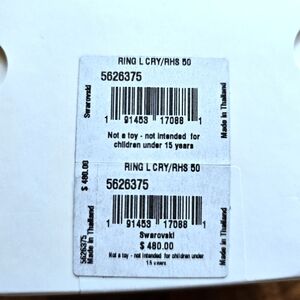 RING L CRY/RHS 50
5626375
Swarovski
1 91453 17088 1
Made in Thailand
Not a toy - not intended for
children under 15 years
RING L CRY/RHS 50
5626375
$ 480.00
5626375
Made in Thailand
1 91453 17088 1
Made in Thailand
Swarovski
$ 480.00
Not a toy - not intended for children under
15 years